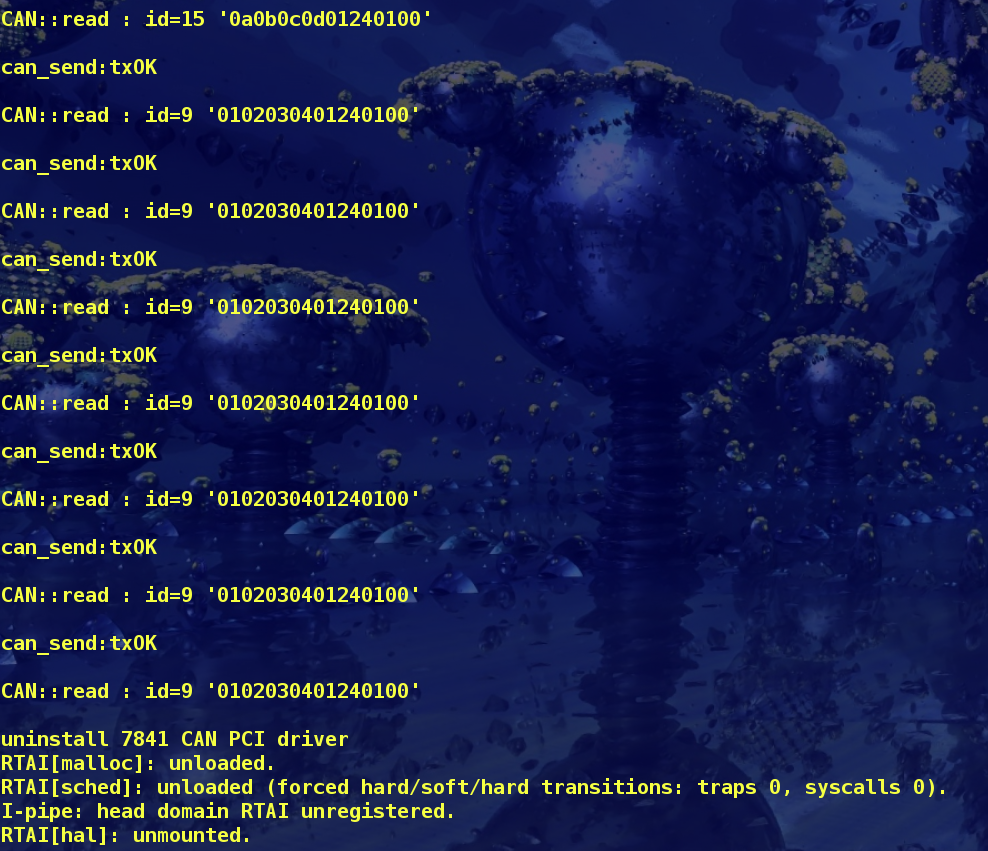 CAN::read : id=15 '0a0b0c0d01240100'
can_send:txOK
CAN::read : id=9 '0102030401240100'
can_send:txOK
CAN::read : id=9 '0102030401240100'
can_send:txOK
CAN::read : id=9 '0102030401240100'
can_send:txOK
CAN::read : id=9 '0102030401240100'
can_send:txOK
CAN::read : id=9 '0102030401240100'
can_send:txOK
CAN::read : id=9 '0102030401240100'
can_send:txOK
CAN::read : id=9 '0102030401240100'
uninstall 7841 CAN PCI driver
RTAI[malloc]: unloaded.
RTAI[sched]: unloaded (forced hard/soft/hard transitions: traps 0, syscalls 0).
I-pipe: head domain RTAI unregistered.
RTAI[hal]: unmounted.